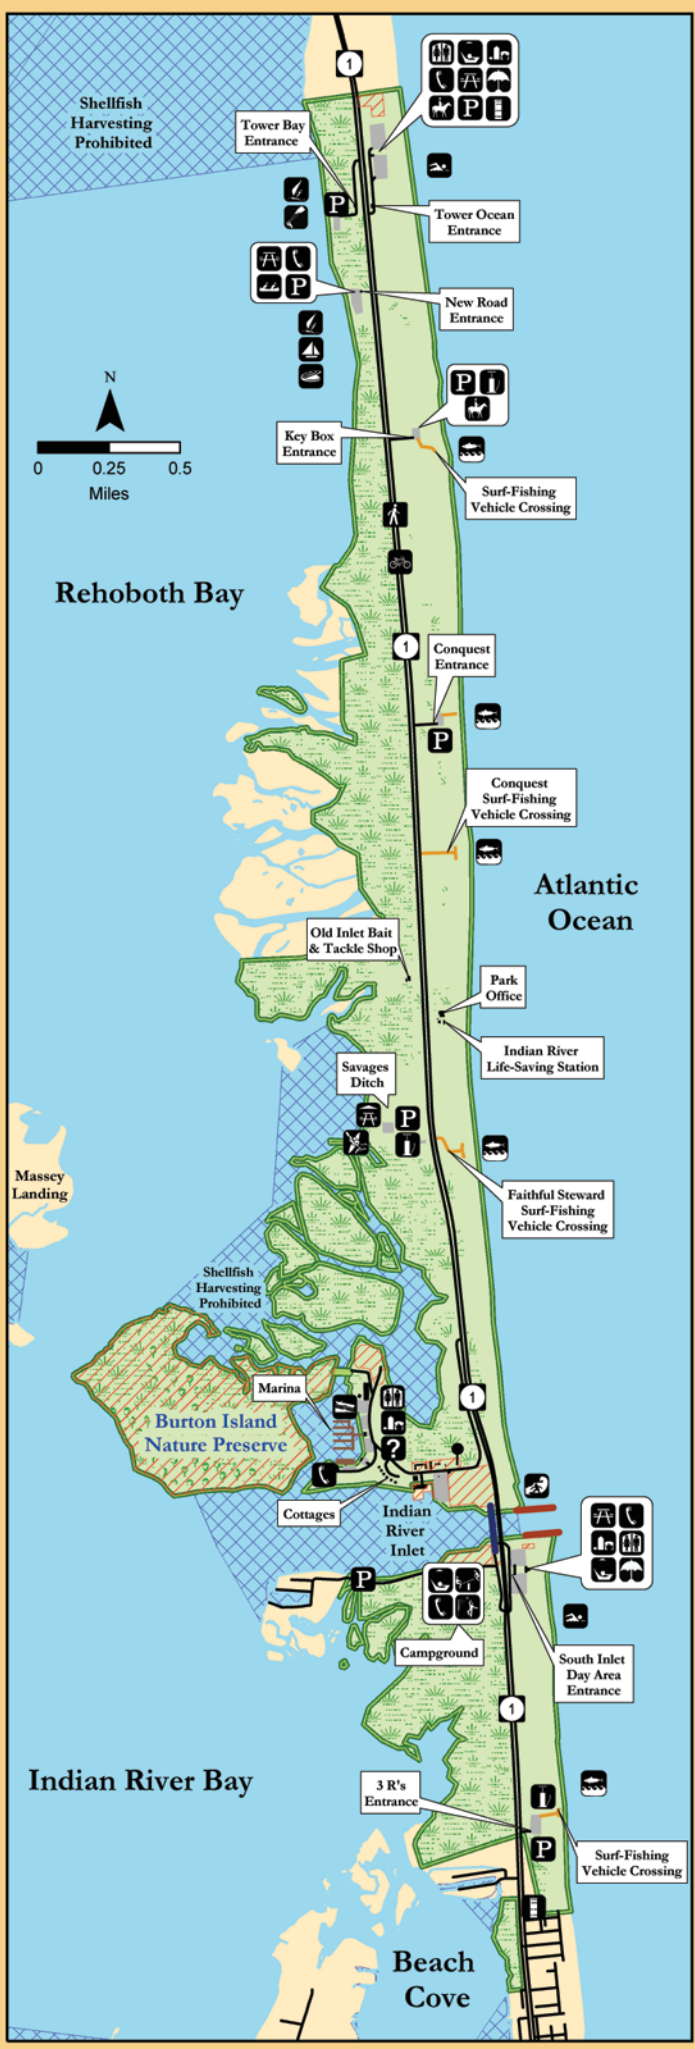 1
Shellfish
Harvesting
Prohibited
Tower Bay
Entrance
P
P
Tower Ocean
Entrance
P
New Road
Entrance
N
0 0.25 0.5
Miles
P
Key Box
Entrance
Surf-Fishing
Vehicle Crossing
Rehoboth Bay
1
Conquest
Entrance
P
Conquest
Surf-Fishing
Vehicle Crossing
Atlantic
Ocean
Old Inlet Bait
& Tackle Shop
Park
Office
Indian River
Life-Saving Station
Savages
Ditch
P
Massey
Landing
Faithful Steward
Surf-Fishing
Vehicle Crossing
Shellfish
Harvesting
Prohibited
Marina
1
Burton Island
Nature Preserve
?
Cottages
Indian
River
Inlet
P
Campground
South Inlet
Day Area
Entrance
1
Indian River Bay
3 R's
Entrance
P
Surf-Fishing
Vehicle Crossing
Beach
Cove